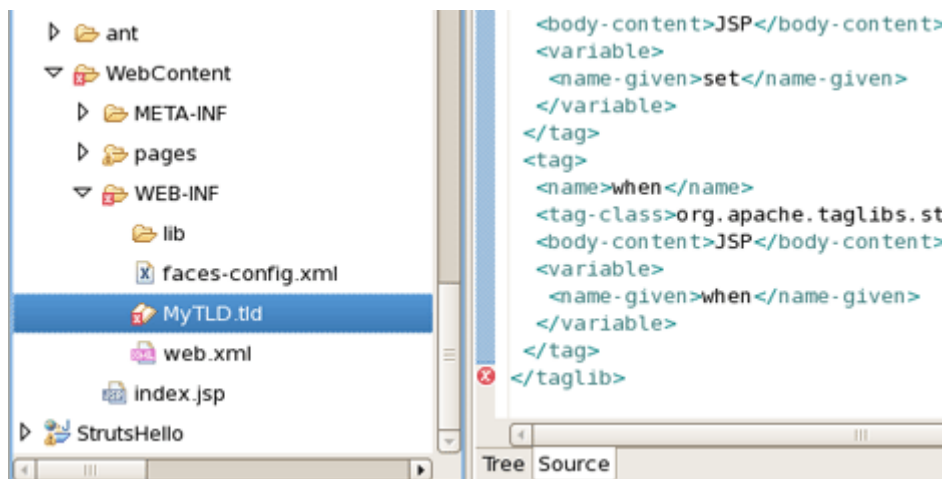 ant
WebContent
META-INF
pages
WEB-INF
lib
faces-config.xml
MyTLD.tld
web.xml
index.jsp
StrutsHello
<body-content>JSP</body-content>
<variable>
<name-given>set</name-given>
</variable>
</tag>
<tag>
<name>when</name>
<tag-class>org.apache.taglibs.st
<body-content>JSP</body-content>
<variable>
<name-given>when</name-given>
</variable>
</tag>
</taglib>
Tree Source